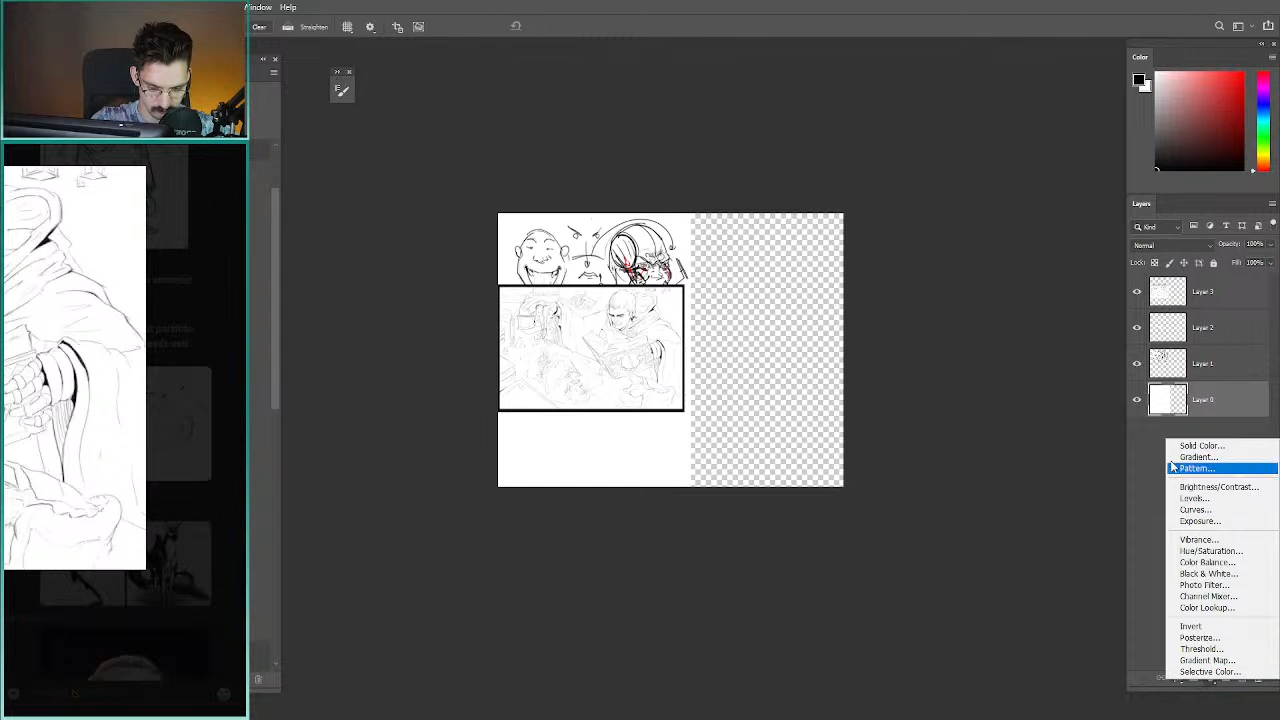 Window Help
Clear Straighten
Color
Layers
Kind
Normal Opacity: 100%
Lock: Fill: 100%
Layer 3
Layer 2
Layer 1
Layer 0
Solid Color...
Gradient...
Pattern...
Brightness/Contrast...
Levels...
Curves...
Exposure...
Vibrance...
Hue/Saturation...
Color Balance...
Black & White...
Photo Filter...
Channel Mixer...
Color Lookup...
Invert
Posterize...
Threshold...
Gradient Map...
Selective Color...